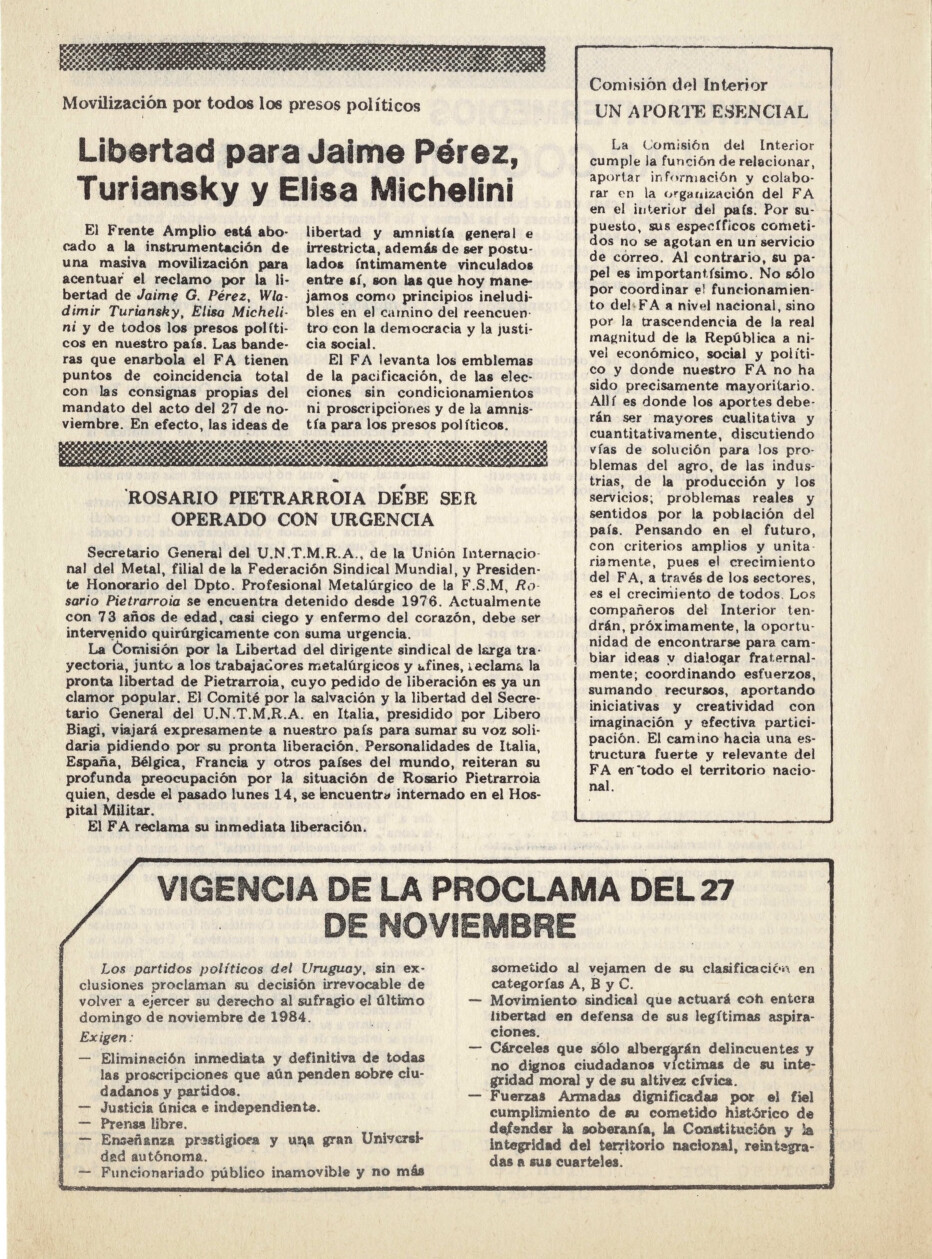 Movilización por todos los presos políticos
Libertad para Jaime Pérez,
Turiansky y Elisa Michelini
El Frente Amplio está abo-
cado a la instrumentación de
una masiva movilización para
acentuar el reclamo por la li-
bertad de Jaime G. Pérez, Wla-
dimir Turiansky, Elisa Micheli-
ni y de todos los presos políti-
cos en nuestro país. Las bande-
ras que enarbola el FA tienen
puntos de coincidencia total
con las consignas propias del
mandato del acto del 27 de no-
viembre. En efecto, las ideas de
libertad y amnistía general e
irrestricta, además de ser postu-
lados íntimamente vinculados
entre sí, son las que hoy mane-
jamos como principios ineludi-
bles en el camino del reencuen-
tro con la democracia y la justi-
cia social.
El FA levanta los emblemas
de la pacificación, de las elec-
ciones sin condicionamientos
ni proscripciones y de la amnis-
tía para los presos políticos.
ROSARIO PIETRARROIA DEBE SER
OPERADO CON URGENCIA
Secretario General del U.N.T.M.R.A., de la Unión Internacio-
nal del Metal, filial de la Federación Sindical Mundial, y Presiden-
te Honorario del Dpto. Profesional Metalúrgico de la F.S.M, Ro-
sario Pietrarroia se encuentra detenido desde 1976. Actualmente
con 73 años de edad, casi ciego y enfermo del corazón, debe ser
intervenido quirúrgicamente con suma urgencia.
La Comisión por la Libertad del dirigente sindical de larga tra-
yectoria, junto a los trabajadores metalúrgicos y afines, reclama la
pronta libertad de Pietrarroia, cuyo pedido de liberación es ya un
clamor popular. El Comité por la salvación y la libertad del Secre-
tario General del U.N.T.M.R.A. en Italia, presidido por Libero
Biagi, viajará expresamente a nuestro país para sumar su voz soli-
daria pidiendo por su pronta liberación. Personalidades de Italia,
España, Bélgica, Francia y otros países del mundo, reiteran su
profunda preocupación por la situación de Rosario Pietrarroia
quien, desde el pasado lunes 14, se encuentra internado en el Hos-
pital Militar.
El FA reclama su inmediata liberación.
Comisión del Interior
UN APORTE ESENCIAL
La Comisión del Interior
cumple la función de relacionar,
aportar información y colabo-
rar en la organización del FA
en el interior del país. Por su-
puesto, sus específicos cometi-
dos no se agotan en un servicio
de correo. Al contrario, su pa-
pel es importantísimo. No sólo
por coordinar el funcionamien-
to del FA a nivel nacional, sino
por la trascendencia de la real
magnitud de la República a ni-
vel económico, social y políti-
co y donde nuestro FA no ha
sido precisamente mayoritario.
Allí es donde los aportes debe-
rán ser mayores cualitativa y
cuantitativamente, discutiendo
vías de solución para los pro-
blemas del agro, de las indus-
trias, de la producción y los
servicios; problemas reales y
sentidos por la población del
país. Pensando en el futuro,
con criterios amplios y unita-
riamente, pues el crecimiento
del FA, a través de los sectores,
es el crecimiento de todos. Los
compañeros del Interior ten-
drán, próximamente, la oportu-
nidad de encontrarse para cam-
biar ideas y dialogar fraternal-
mente; coordinando esfuerzos,
sumando recursos, aportando
iniciativas y creatividad con
imaginación y efectiva partici-
pación. El camino hacia una es-
tructura fuerte y relevante del
FA en todo el territorio nacio-
nal.
VIGENCIA DE LA PROCLAMA DEL 27
DE NOVIEMBRE
Los partidos políticos del Uruguay, sin ex-
clusiones proclaman su decisión irrevocable de
volver a ejercer su derecho al sufragio el último
domingo de noviembre de 1984.
Exigen:
— Eliminación inmediata y definitiva de todas
las proscripciones que aún penden sobre ciu-
dadanos y partidos.
— Justicia única e independiente.
— Prensa libre.
— Enseñanza prestigiosa y una gran Universi-
dad autónoma.
— Funcionariado público inamovible y no más
sometido al vejamen de su clasificación en
categorías A, B y C.
— Movimiento sindical que actuará con entera
libertad en defensa de sus legítimas aspira-
ciones.
— Cárceles que sólo albergarán delincuentes y
no dignos ciudadanos víctimas de su inte-
gridad moral y de su altivez cívica.
— Fuerzas Armadas dignificadas por el fiel
cumplimiento de su cometido histórico de
defender la soberanía, la Constitución y la
integridad del territorio nacional, reintegra-
das a sus cuarteles.